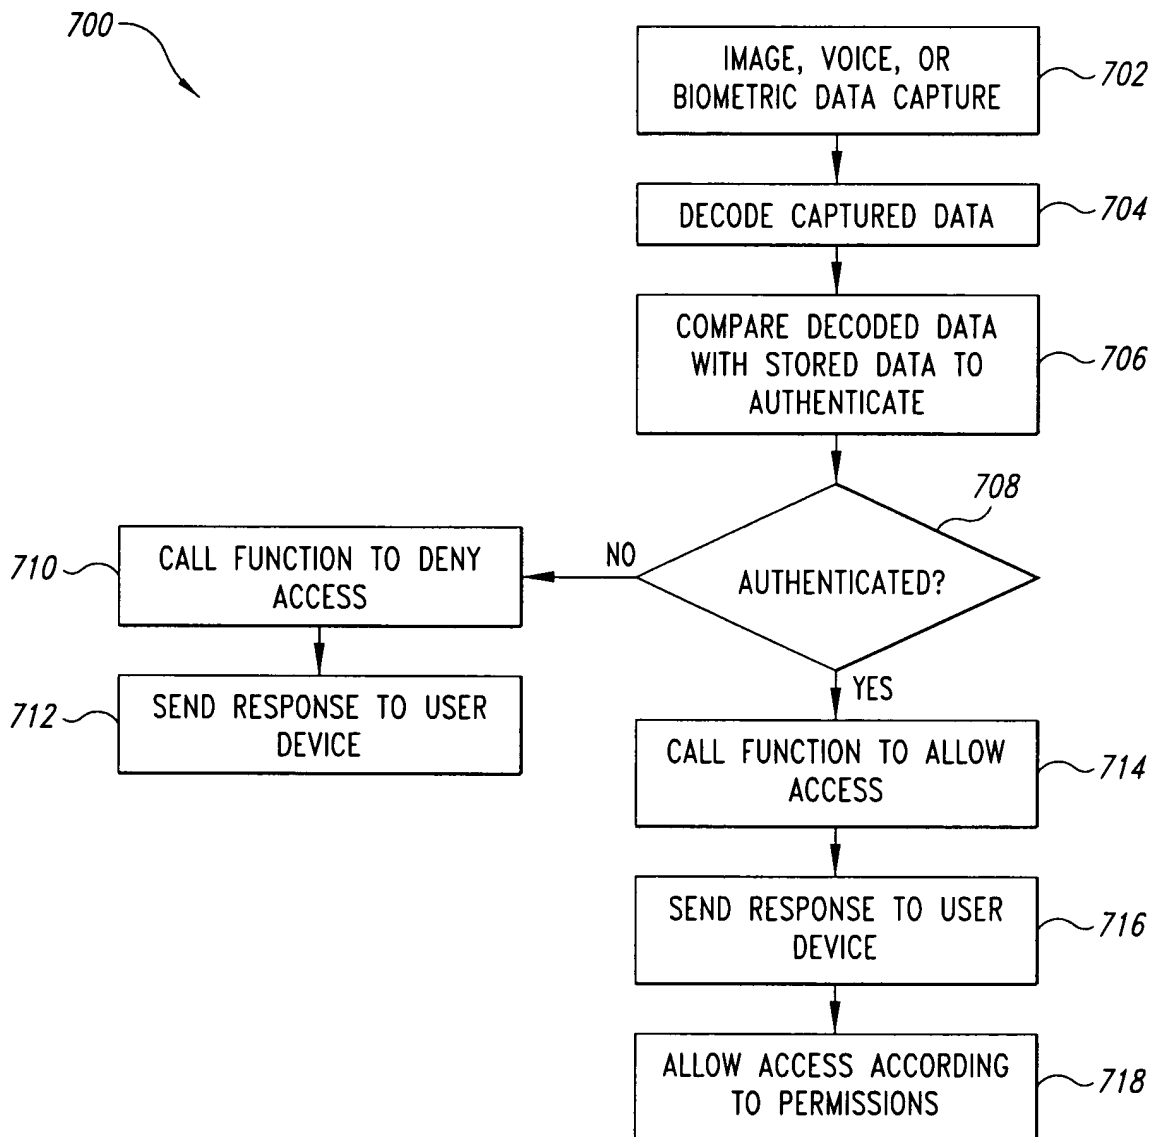 700
IMAGE, VOICE, OR
BIOMETRIC DATA CAPTURE
702
DECODE CAPTURED DATA
704
COMPARE DECODED DATA
WITH STORED DATA TO
AUTHENTICATE
706
708
AUTHENTICATED?
NO
710
CALL FUNCTION TO DENY
ACCESS
712
SEND RESPONSE TO USER
DEVICE
YES
CALL FUNCTION TO ALLOW
ACCESS
714
SEND RESPONSE TO USER
DEVICE
716
ALLOW ACCESS ACCORDING
TO PERMISSIONS
718